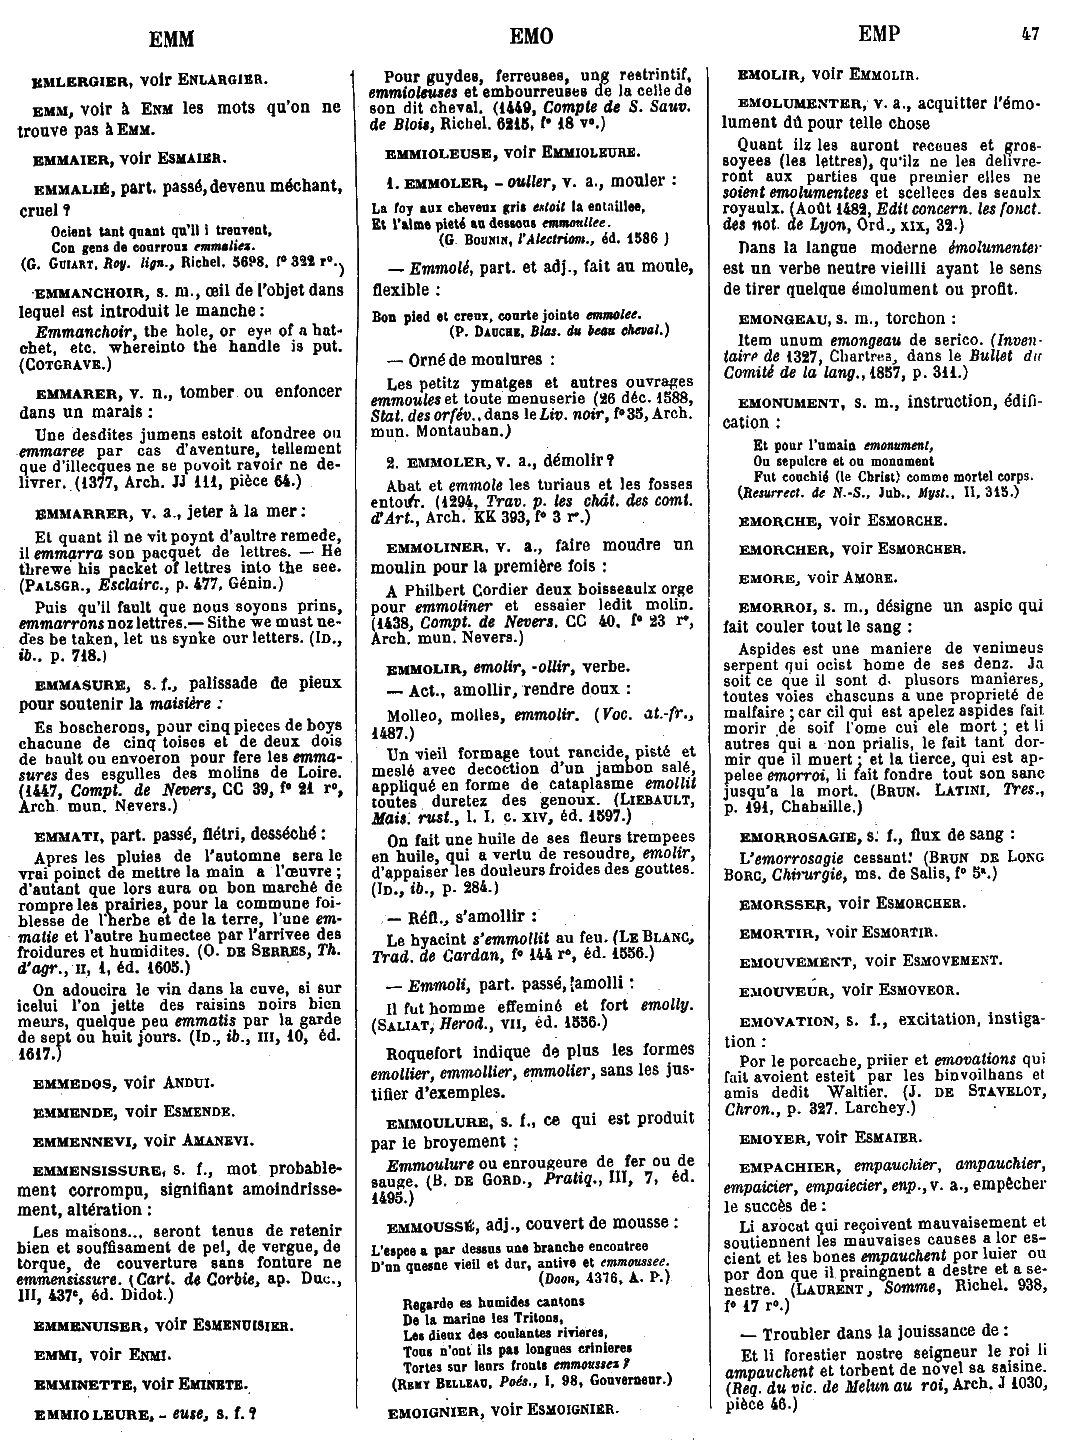 EMM
EMO
EMP
47
EMLERGIER, voir ENLARGIER.
EMM, voir à ENM les mots qu'on ne
trouve pas à EMM.
EMMAIER, voir ESMAIER.
EMMALIÉ, part. passé, devenu méchant,
cruel ?
Ocient tant quant qu'il i treuvent,
Con gens de courrous emmaliez.
(G. GUIART, Roy. lign., Richel. 5698, f° 322 r°.)
EMMANCHOIR, s. m., œil de l'objet dans
lequel est introduit le manche :
Emmanchoir, the hole, or eye of a hat-
chet, etc. whereinto the handle is put.
(COTGRAVE.)
EMMARER, v. n., tomber ou enfoncer
dans un marais :
Une desdites jumens estoit afondree ou
emmaree par cas d'aventure, tellement
que d'illecques ne se povoit ravoir ne de-
livrer. (1377, Arch. JJ 111, pièce 64.)
EMMARRER, v. a., jeter à la mer :
Et quant il ne vit poynt d'aultre remede,
il emmarra son pacquet de lettres. — He
threwe his packet of lettres into the see.
(PALSGR., Esclairc., p. 477, Génin.)
Puis qu'il fault que nous soyons prins,
emmarrons noz lettres. — Sithe we must ne-
des be taken, let us synke our letters. (ID.,
ib., p. 718.)
EMMASURE, s. f., palissade de pieux
pour soutenir la maisière :
Es boscherons, pour cinq pieces de boys
chacune de cinq toises et de deux dois
de hault ou envoeron pour fere les emma-
sures des esgulles des molins de Loire.
(1447, Compt. de Nevers, CC 39, f° 21 r°,
Arch. mun. Nevers.)
EMMATI, part. passé, flétri, desséché :
Apres les pluies de l'automne sera le
vrai poinct de mettre la main a l'œuvre ;
d'autant que lors aura on bon marché de
rompre les prairies, pour la commune foi-
blesse de l'herbe et de la terre, l'une em-
matie et l'autre humectee par l'arrivee des
froidures et humidites. (O. DE SERRES, Th.
d'agr., II, 1, éd. 1605.)
On adoucira le vin dans la cuve, si sur
icelui l'on jette des raisins noirs bien
meurs, quelque peu emmatis par la garde
de sept ou huit jours. (ID., ib., III, 10, éd.
1617.)
EMMEDOS, voir ANDUI.
EMMENDE, voir ESMENDE.
EMMENNEVI, voir AMANEVI.
EMMENSISSURE, s. f., mot probable-
ment corrompu, signifiant amoindrisse-
ment, altération :
Les maisons... seront tenus de retenir
bien et souffisament de pel, de vergue, de
torque, de couverture sans fonture ne
emmensissure. (Cart. de Corbie, ap. Duc.,
III, 437c, éd. Didot.)
EMMENUISER, voir ESMENUISIER.
EMMI, voir ENMI.
EMMINETTE, voir EMINETE.
EMMIOLEURE, - euse, s. f. ?
Pour guydes, ferreuses, ung restrintif,
emmioleuses et embourreuses de la celle de
son dit cheval. (1449, Compte de S. Sauv.
de Blois, Richel. 6215, f° 18 v°.)
EMMIOLEUSE, voir EMMIOLEURE.
1. EMMOLER, - ouller, v. a., mouler :
La foy aux cheveux gris estoit la entaillee,
Et l'alme pieté au dessous emmoullee.
(G. BOUNIN, l'Alectriom., éd. 1586 )
— Emmolé, part. et adj., fait au moule,
flexible :
Bon pied et creux, courte jointe emmolee.
(P. DAUCHE, Blas. du beau cheval.)
— Orné de moulures :
Les petitz ymatges et autres ouvrages
emmoules et toute menuserie (26 déc. 1588,
Stat. des orfév., dans le Liv. noir, f° 35, Arch.
mun. Montauban.)
2. EMMOLER, v. a., démolir ?
Abat et emmole les turiaus et les fosses
entour. (1294, Trav. p. les chât. des comt.
d'Art., Arch. KK 393, f° 3 r°.)
EMMOLINER, v. a., faire moudre un
moulin pour la première fois :
A Philbert Cordier deux boisseaulx orge
pour emmoliner et essaier ledit molin.
(1438, Compt. de Nevers, CC 40, f° 23 r°,
Arch. mun. Nevers.)
EMMOLIR, emolir, -ollir, verbe.
— Act., amollir, rendre doux :
Molleo, molles, emmolir. (Voc. lat.-fr.,
1487.)
Un vieil formage tout rancide, pisté et
meslé avec decoction d'un jambon salé,
appliqué en forme de cataplasme emollit
toutes duretez des genoux. (LIEBAULT,
Mais. rust., l. I, c. XIV, éd. 1597.)
On fait une huile de ses fleurs trempees
en huile, qui a vertu de resoudre, emolir,
d'appaiser les douleurs froides des gouttes.
(ID., ib., p. 284.)
— Réfl., s'amollir :
Le hyacint s'emmollit au feu. (LE BLANC,
Trad. de Cardan, f° 144 r°, éd. 1556.)
— Emmoli, part. passé, amolli :
Il fut homme effeminé et fort emolly.
(SALIAT, Herod., VII, éd. 1556.)
Roquefort indique de plus les formes
emollier, emmollier, emmolier, sans les jus-
tifier d'exemples.
EMMOULURE, s. f., ce qui est produit
par le broyement :
Emmoulure ou enrougeure de fer ou de
sauge. (B. DE GORD., Pratiq., III, 7, éd.
1495.)
EMMOUSSÉ, adj., couvert de mousse :
L'espee a par dessus une branche encontree
D'un quesne vieil et dur, antive et emmoussee.
(Doon, 4376, A. P.)
Regarde es humides cantons
De la marine les Tritons,
Les dieux des coulantes rivieres,
Tous n'ont ils pas longues crinieres
Tortes sur leurs fronts emmoussez ?
(REMY BELLEAU, Poés., I, 98, Gouverneur.)
EMOIGNIER, voir ESMOIGNIER.
EMOLIR, voir EMMOLIR.
EMOLUMENTER, v. a., acquitter l'émo-
lument dû pour telle chose
Quant ilz les auront receues et gros-
soyees (les lettres), qu'ilz ne les delivre-
ront aux parties que premier elles ne
soient emolumentees et scellees des seaulx
royaulx. (Août 1482, Edit concern. les fonct.
des not. de Lyon, Ord., XIX, 32.)
Dans la langue moderne émolumenter
est un verbe neutre vieilli ayant le sens
de tirer quelque émolument ou profit.
EMONGEAU, s. m., torchon :
Item unum emongeau de serico. (Inven-
taire de 1327, Chartres, dans le Bullet du
Comité de la lang., 1857, p. 311.)
EMONUMENT, s. m., instruction, édifi-
cation :
Et pour l'umain emonument,
Ou sepulcre et ou monument
Fut couchié (le Christ) comme mortel corps.
(Resurrect. de N.-S., Jub., Myst., II, 315.)
EMORCHE, voir ESMORCHE.
EMORCHER, voir ESMORCHER.
EMORE, voir AMORE.
EMORROI, s. m., désigne un aspic qui
fait couler tout le sang :
Aspides est une maniere de venimeus
serpent qui ocist home de ses denz. Ja
soit ce que il sont d. plusors manieres,
toutes voies chascuns a une proprieté de
malfaire ; car cil qui est apelez aspides fait
morir de soif l'ome cui ele mort ; et li
autres qui a non prialis, le fait tant dor-
mir que il muert ; et la tierce, qui est ap-
pelee emorroi, li fait fondre tout son sanc
jusqu'a la mort. (BRUN. LATINI, Tres.,
p. 191, Chabaille.)
EMORROSAGIE, s. f., flux de sang :
L'emorrosagie cessant. (BRUN DE LONG
BORC, Chirurgie, ms. de Salis, f° 5a.)
EMORSSER, voir ESMORCHER.
EMORTIR, voir ESMORTIR.
EMOUVEMENT, voir ESMOVEMENT.
EMOUVEUR, voir ESMOVEOR.
EMOVATION, s. f., excitation, instiga-
tion :
Por le porcache, priier et emovations qui
fait avoient esteit par les binvoilhans et
amis dedit Waltier. (J. DE STAVELOT,
Chron., p. 327, Larchey.)
EMOYER, voir ESMAIER.
EMPACHIER, empauchier, ampauchier,
empaicier, empaiecier, enp., v. a., empêcher
le succès de :
Li avocat qui reçoivent mauvaisement et
soutiennent les mauvaises causes a lor es-
cient et les bones empauchent por luier ou
por don que il praingnent a destre et a se-
nestre. (LAURENT, Somme, Richel. 938,
f° 17 r°.)
— Troubler dans la jouissance de :
Et li forestier nostre seigneur le roi li
ampauchent et torbent de novel sa saisine.
(Req. du vic. de Melun au roi, Arch. J 1030,
pièce 46.)